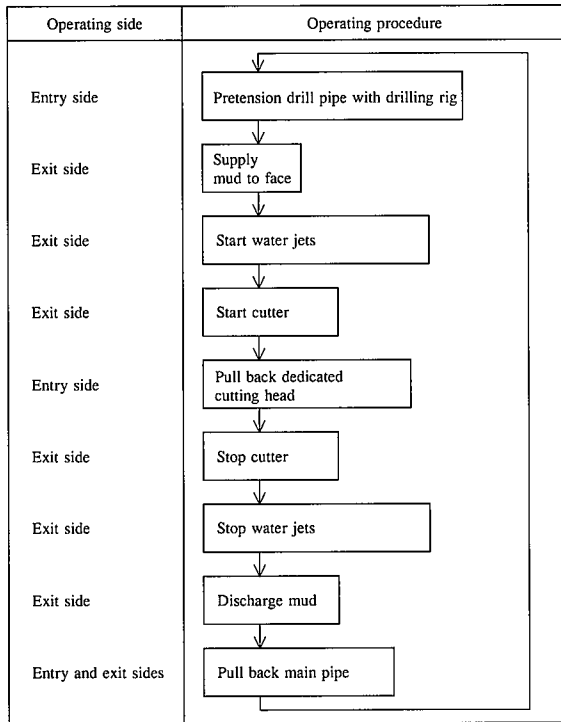 Operating side
Operating procedure
Entry side
Pretension drill pipe with drilling rig
Exit side
Supply
mud to face
Exit side
Start water jets
Exit side
Start cutter
Entry side
Pull back dedicated
cutting head
Exit side
Stop cutter
Exit side
Stop water jets
Exit side
Discharge mud
Entry and exit sides
Pull back main pipe